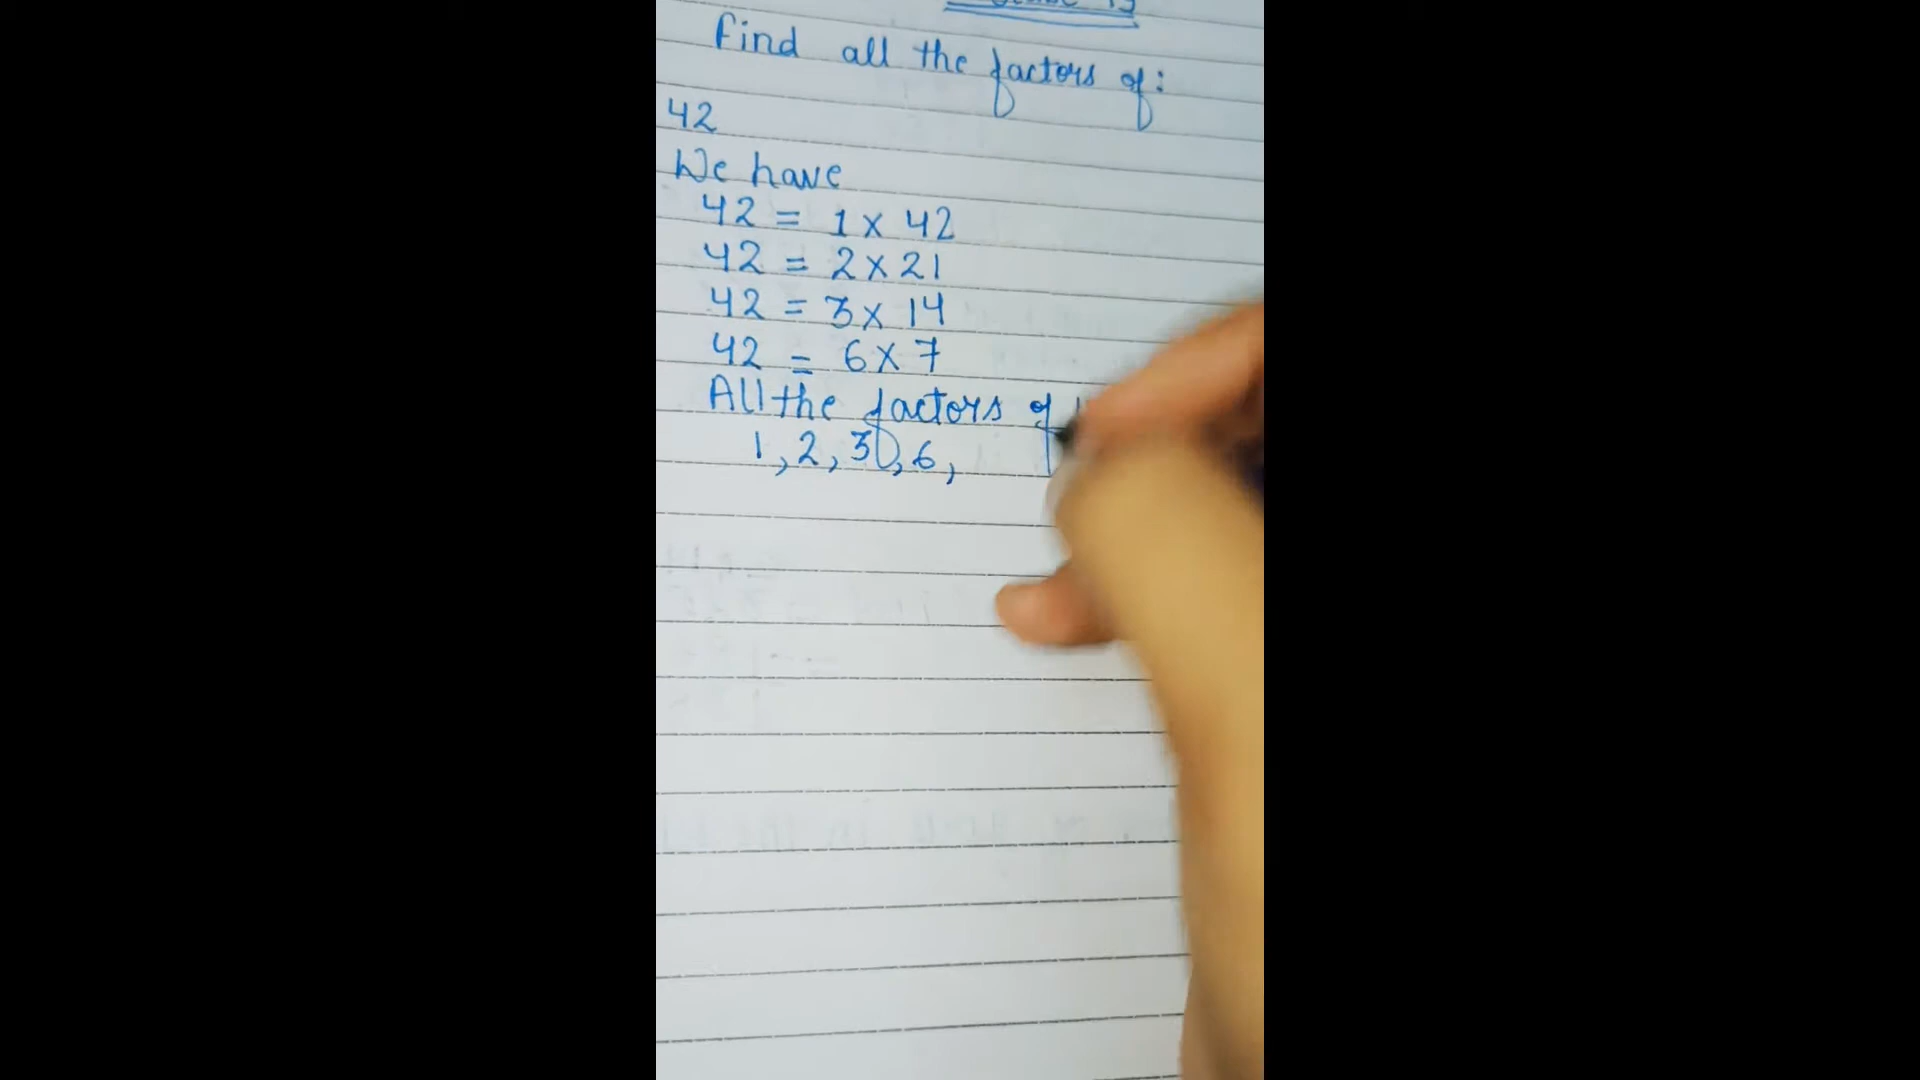 Find all the factors of:
42
We have
42 = 1 x 42
42 = 2 x 21
42 = 3 x 14
42 = 6 x 7
All the factors of
1, 2, 3, 6,